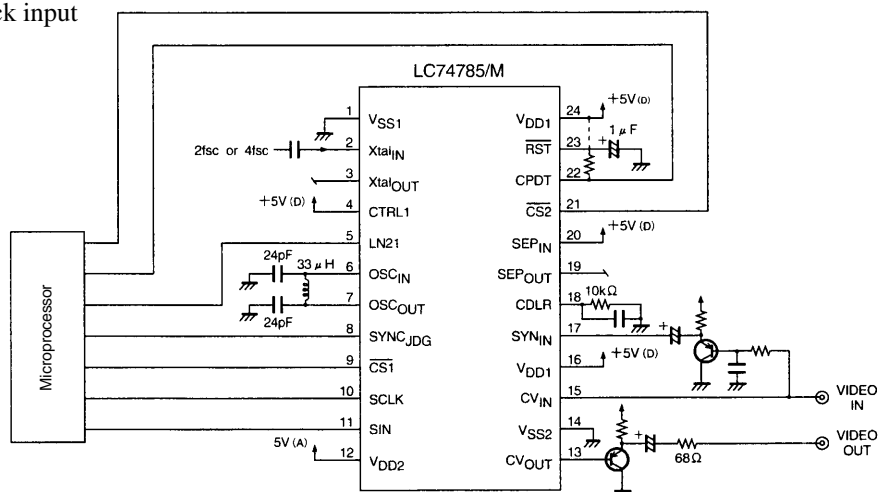 ck input
LC74785/M
1 VSS1
2fsc or 4fsc
2 XtalIN
3 XtalOUT
+5V (D)
4 CTRL1
5 LN21
24pF
33 μH
6 OSCIN
7 OSCOUT
24pF
8 SYNCJDG
9 CS1
10 SCLK
11 SIN
5V (A)
12 VDD2
Microprocessor
VDD1 24
+5V (D)
RST 23
+ 1 μF
CPDT 22
CS2 21
SEPIN 20
+5V (D)
SEPOUT 19
CDLR 18
10kΩ
SYNIN 17
+
VDD1 16
+5V (D)
CVIN 15
VIDEO
IN
VSS2 14
CVOUT 13
+
68Ω
VIDEO
OUT